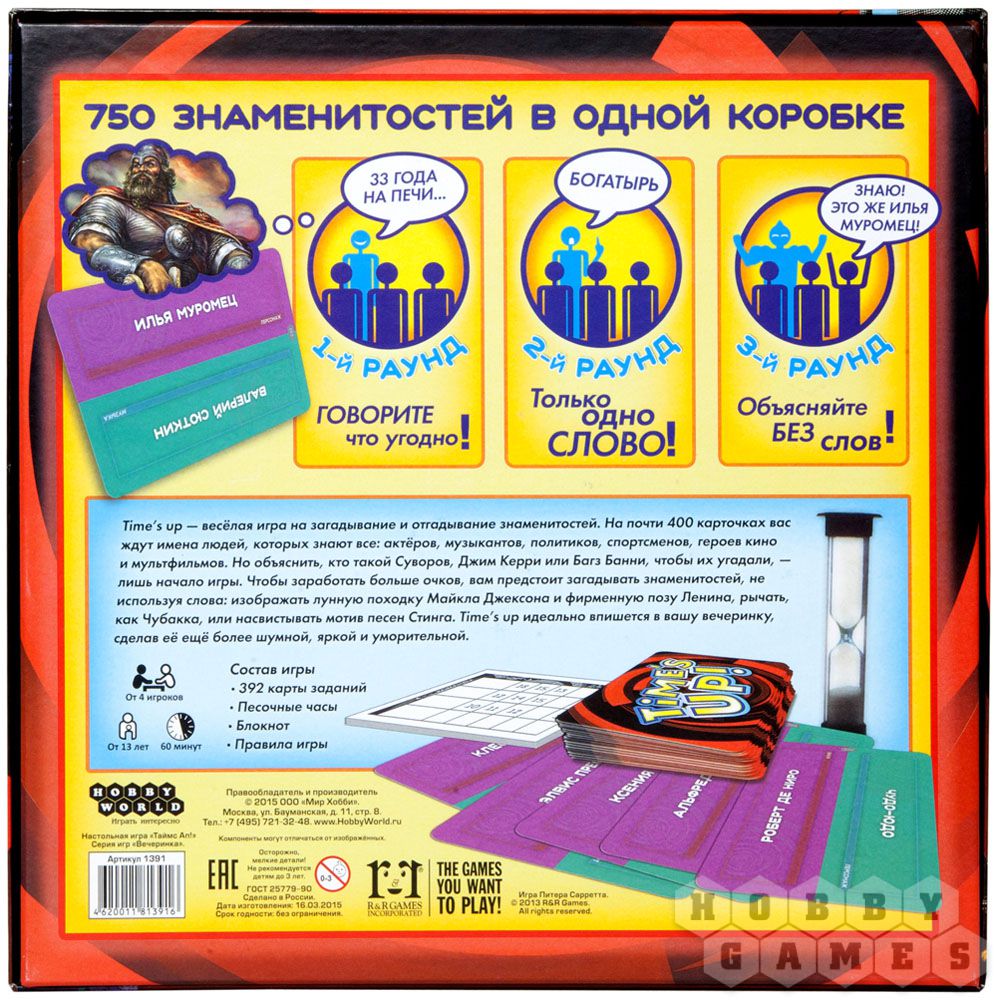 750 ЗНАМЕНИТОСТЕЙ В ОДНОЙ КОРОБКЕ
33 ГОДА
НА ПЕЧИ...
БОГАТЫРЬ
ЗНАЮ!
ЭТО ЖЕ ИЛЬЯ
МУРОМЕЦ!
ИЛЬЯ МУРОМЕЦ
ПЕРСОНАЖ
ВАЛЕРИЙ СЮТКИН
МУЗЫКА
1-й РАУНД
2-й РАУНД
3-й РАУНД
ГОВОРИТЕ
что угодно!
Только
одно
СЛОВО!
Объясняйте
БЕЗ слов!
Time's up — весёлая игра на загадывание и отгадывание знаменитостей. На почти 400 карточках вас
ждут имена людей, которых знают все: актёров, музыкантов, политиков, спортсменов, героев кино
и мультфильмов. Но объяснить, кто такой Суворов, Джим Керри или Багз Банни, чтобы их угадали, —
лишь начало игры. Чтобы заработать больше очков, вам предстоит загадывать знаменитостей, не
используя слова: изображать лунную походку Майкла Джексона и фирменную позу Ленина, рычать,
как Чубакка, или насвистывать мотив песен Стинга. Time's up идеально впишется в вашу вечеринку,
сделав её ещё более шумной, яркой и уморительной.
От 4 игроков
От 13 лет
60 минут
Состав игры
• 392 карты заданий
• Песочные часы
• Блокнот
• Правила игры
TIME'S
UP!
КЛЕ
ЭЛВИС ПРЕ
КСЕНИЯ
АЛЬФРЕД
РОБЕРТ ДЕ НИРО
ЧУДО-ЮДО
HOBBY
WORLD
Играть интересно
Настольная игра «Таймс Ап!»
Серия игр «Вечеринка».
Артикул 1391
4620011813916
Правообладатель и производитель
© 2015 ООО «Мир Хобби».
Москва, ул. Бауманская, д. 11, стр. 8.
Тел.: +7 (495) 721-32-48. www.HobbyWorld.ru
Компоненты могут отличаться от изображённых.
EAC
Осторожно,
мелкие детали!
Не рекомендуется
детям до 3 лет.
0-3
ГОСТ 25779-90
Сделано в России.
Дата изготовления: 16.03.2015
Срок годности: без ограничения.
r&r
R&R GAMES
INCORPORATED
THE GAMES
YOU WANT
TO PLAY!
Игра Питера Сарретта.
© 2013 R&R Games.
All rights reserved.
HOBBY
GAMES
HOBBY
GAMES